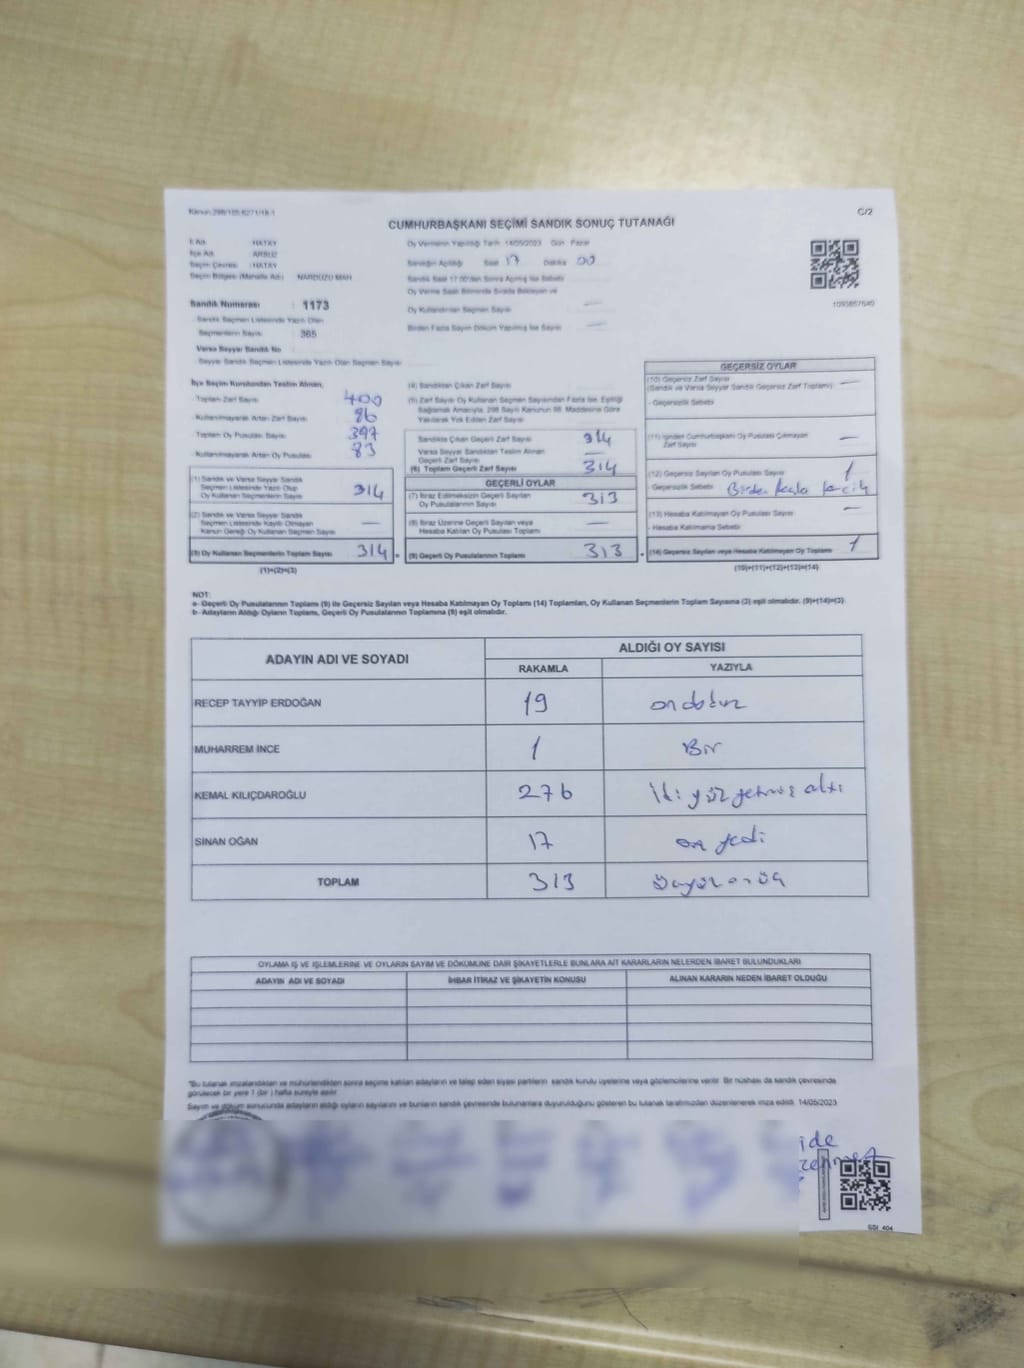 Kanun:298/105;6271/18-1
C/2
CUMHURBAŞKANI SEÇİMİ SANDIK SONUÇ TUTANAĞI
İl Adı : HATAY
İlçe Adı : ARSUZ
Seçim Çevresi : HATAY
Seçim Bölgesi (Mahalle Adı) : NARDÜZÜ MAH
Sandık Numarası : 1173
Sandık Seçmen Listesinde Yazılı Olan
Seçmenlerin Sayısı : 365
Varsa Seyyar Sandık No
Seyyar Sandık Seçmen Listesinde Yazılı Olan Seçmen Sayısı
Oy Vermenin Yapıldığı Tarih 14/05/2023 Gün Pazar
Sandığın Açıldığı Saat 17 Dakika 00
Sandık Saat 17:00'den Sonra Açılmış İse Sebebi
Oy Verme Saati Bitiminde Sırada Bekleyen ve
Oy Kullandırılan Seçmen Sayısı —
Birden Fazla Sayım Döküm Yapılmış İse Sayısı —
1093857640
İlçe Seçim Kurulundan Teslim Alınan;
Toplam Zarf Sayısı 400
Kullanılmayarak Artan Zarf Sayısı 86
Toplam Oy Pusulası Sayısı 397
Kullanılmayarak Artan Oy Pusulası 83
(1) Sandık ve Varsa Seyyar Sandık
Seçmen Listesinde Yazılı Olup
Oy Kullanan Seçmenlerin Sayısı 314
(2) Sandık ve Varsa Seyyar Sandık
Seçmen Listesinde Kayıtlı Olmayan
Kanun Gereği Oy Kullanan Seçmen Sayısı —
(3) Oy Kullanan Seçmenlerin Toplam Sayısı 314
(1)+(2)=(3)
(4) Sandıktan Çıkan Zarf Sayısı
(5) Zarf Sayısı Oy Kullanan Seçmen Sayısından Fazla İse, Eşitliği
Sağlamak Amacıyla, 298 Sayılı Kanunun 98. Maddesine Göre
Yakılarak Yok Edilen Zarf Sayısı
Sandıkta Çıkan Geçerli Zarf Sayısı 314
Varsa Seyyar Sandıktan Teslim Alınan
Geçerli Zarf Sayısı —
(6) Toplam Geçerli Zarf Sayısı 314
GEÇERLİ OYLAR
(7) İtiraz Edilmeksizin Geçerli Sayılan
Oy Pusulalarının Sayısı 313
(8) İtiraz Üzerine Geçerli Sayılan veya
Hesaba Katılan Oy Pusulası Toplamı —
(9) Geçerli Oy Pusulalarının Toplamı 313
GEÇERSİZ OYLAR
(10) Geçersiz Zarf Sayısı
(Sandık ve Varsa Seyyar Sandık Geçersiz Zarf Toplamı) —
- Geçersizlik Sebebi
(11) İçinden Cumhurbaşkanı Oy Pusulası Çıkmayan
Zarf Sayısı —
(12) Geçersiz Sayılan Oy Pusulası Sayısı 1
- Geçersizlik Sebebi Birden fazla tercih
(13) Hesaba Katılmayan Oy Pusulası Sayısı —
- Hesaba Katılmama Sebebi
(14) Geçersiz Sayılan veya Hesaba Katılmayan Oy Toplamı 1
(10)+(11)+(12)+(13)=(14)
NOT:
a- Geçerli Oy Pusulalarının Toplamı (9) ile Geçersiz Sayılan veya Hesaba Katılmayan Oy Toplamı (14) Toplamları, Oy Kullanan Seçmenlerin Toplam Sayısına (3) eşit olmalıdır. (9)+(14)=(3)
b- Adayların Aldığı Oyların Toplamı, Geçerli Oy Pusulalarının Toplamına (9) eşit olmalıdır.
ADAYIN ADI VE SOYADI ALDIĞI OY SAYISI
RAKAMLA YAZIYLA
RECEP TAYYİP ERDOĞAN 19 on dokuz
MUHARREM İNCE 1 Bir
KEMAL KILIÇDAROĞLU 276 iki yüz yetmiş altı
SİNAN OĞAN 17 on yedi
TOPLAM 313 üçyüz onüç
OYLAMA İŞ VE İŞLEMLERİNE VE OYLARIN SAYIM VE DÖKÜMÜNE DAİR ŞİKAYETLERLE BUNLARA AİT KARARLARIN NELERDEN İBARET BULUNDUKLARI
ADAYIN ADI VE SOYADI İHBAR İTİRAZ VE ŞİKAYETİN KONUSU ALINAN KARARIN NEDEN İBARET OLDUĞU
"Bu tutanak imzalandıktan ve mühürlendikten sonra seçime katılan adayların ve talep eden siyasi partilerin sandık kurulu üyelerine veya gözlemcilerine verilir. Bir nüshası da sandık çevresinde
görülecek bir yere 1 (bir ) hafta süreyle asılır.
Sayım ve döküm sonucunda adayların aldığı oyların sayılarını ve bunların sandık çevresinde bulunanlara duyurulduğunu gösteren bu tutanak tarafımızdan düzenlenerek imza edildi. 14/05/2023
ide